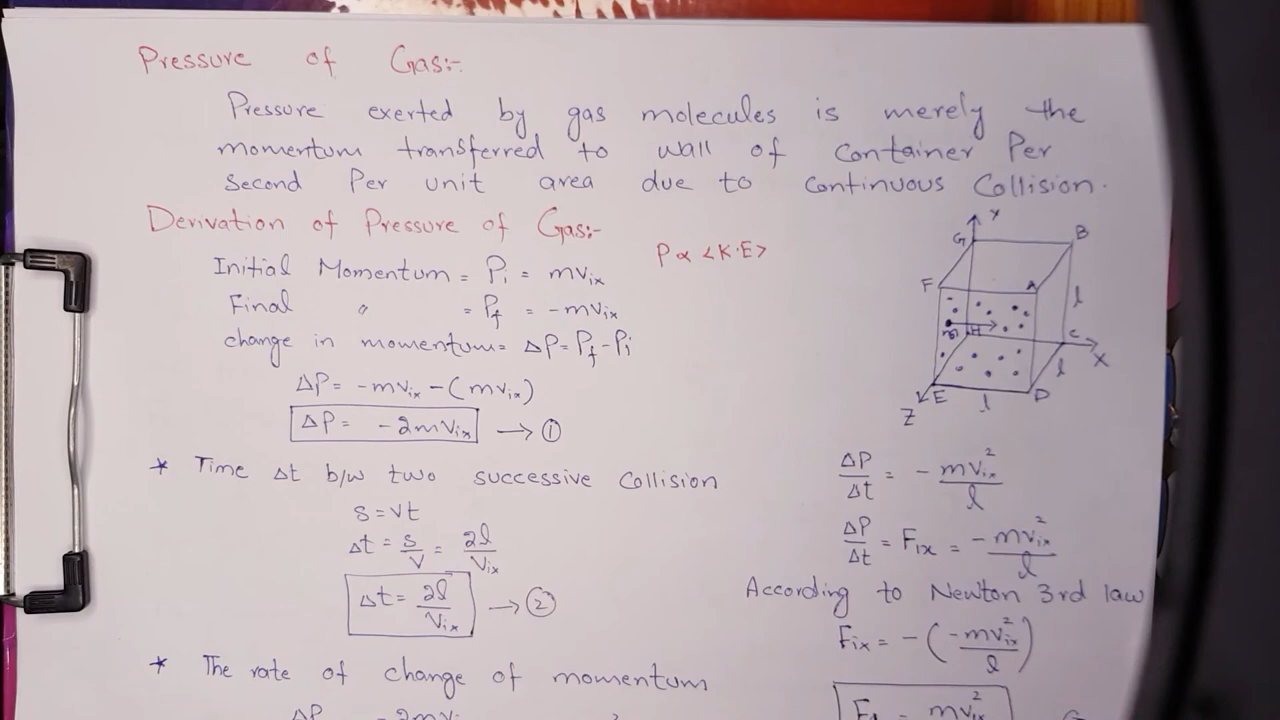 Pressure of Gas:-
Pressure exerted by gas molecules is merely the
momentum transferred to wall of Container Per
Second Per unit area due to continuous Collision.
Derivation of Pressure of Gas:-
P ∝ <K.E>
Initial Momentum = Pi = mvix
Final " = Pf = -mvix
change in momentum = ΔP = Pf - Pi
ΔP = -mvix - (mvix)
ΔP = -2mvix → ①
* Time Δt b/w two successive Collision
s = vt
Δt = s/v = 2l/vix
Δt = 2l/vix → ②
* The rate of change of momentum
ΔP -2mvi
Y
G B
F A
l
m H C
X
l
E l D
Z
ΔP/Δt = -mvix²/l
ΔP/Δt = Fix = -mvix²/l
According to Newton 3rd law
Fix = -(-mvix²/l)
mvix²